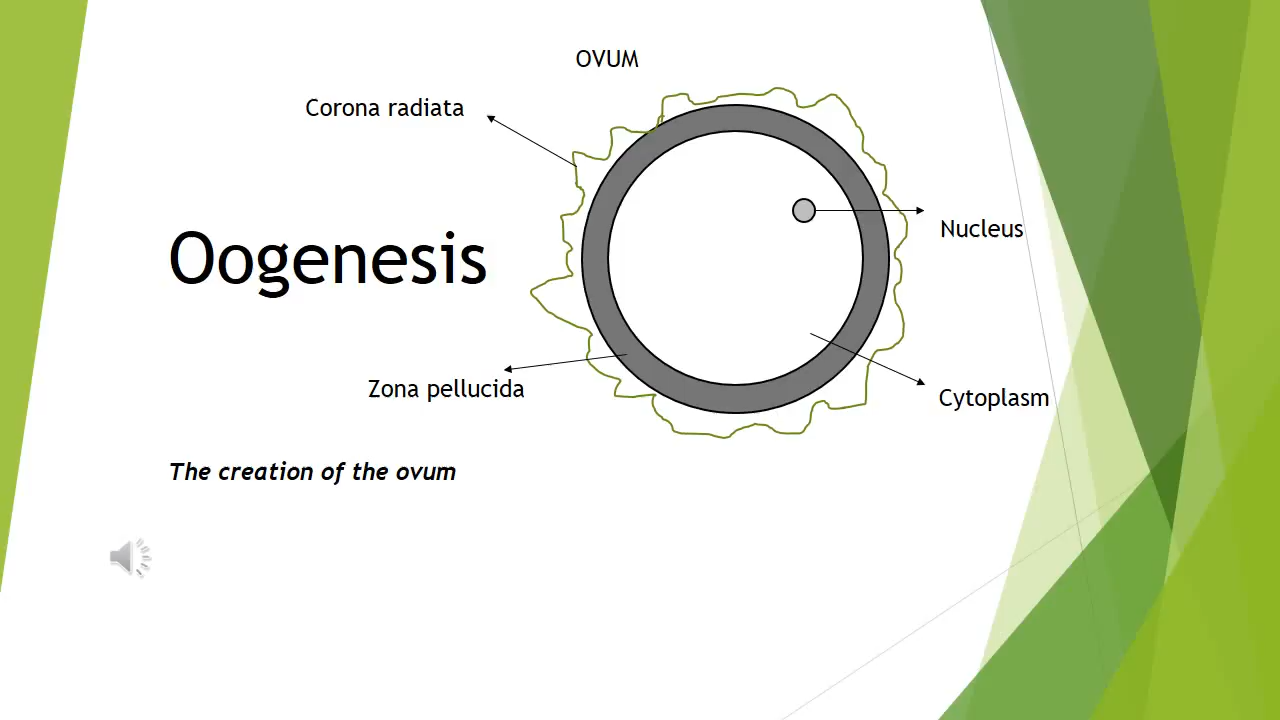 OVUM
Corona radiata
Nucleus
Oogenesis
Zona pellucida
Cytoplasm
The creation of the ovum